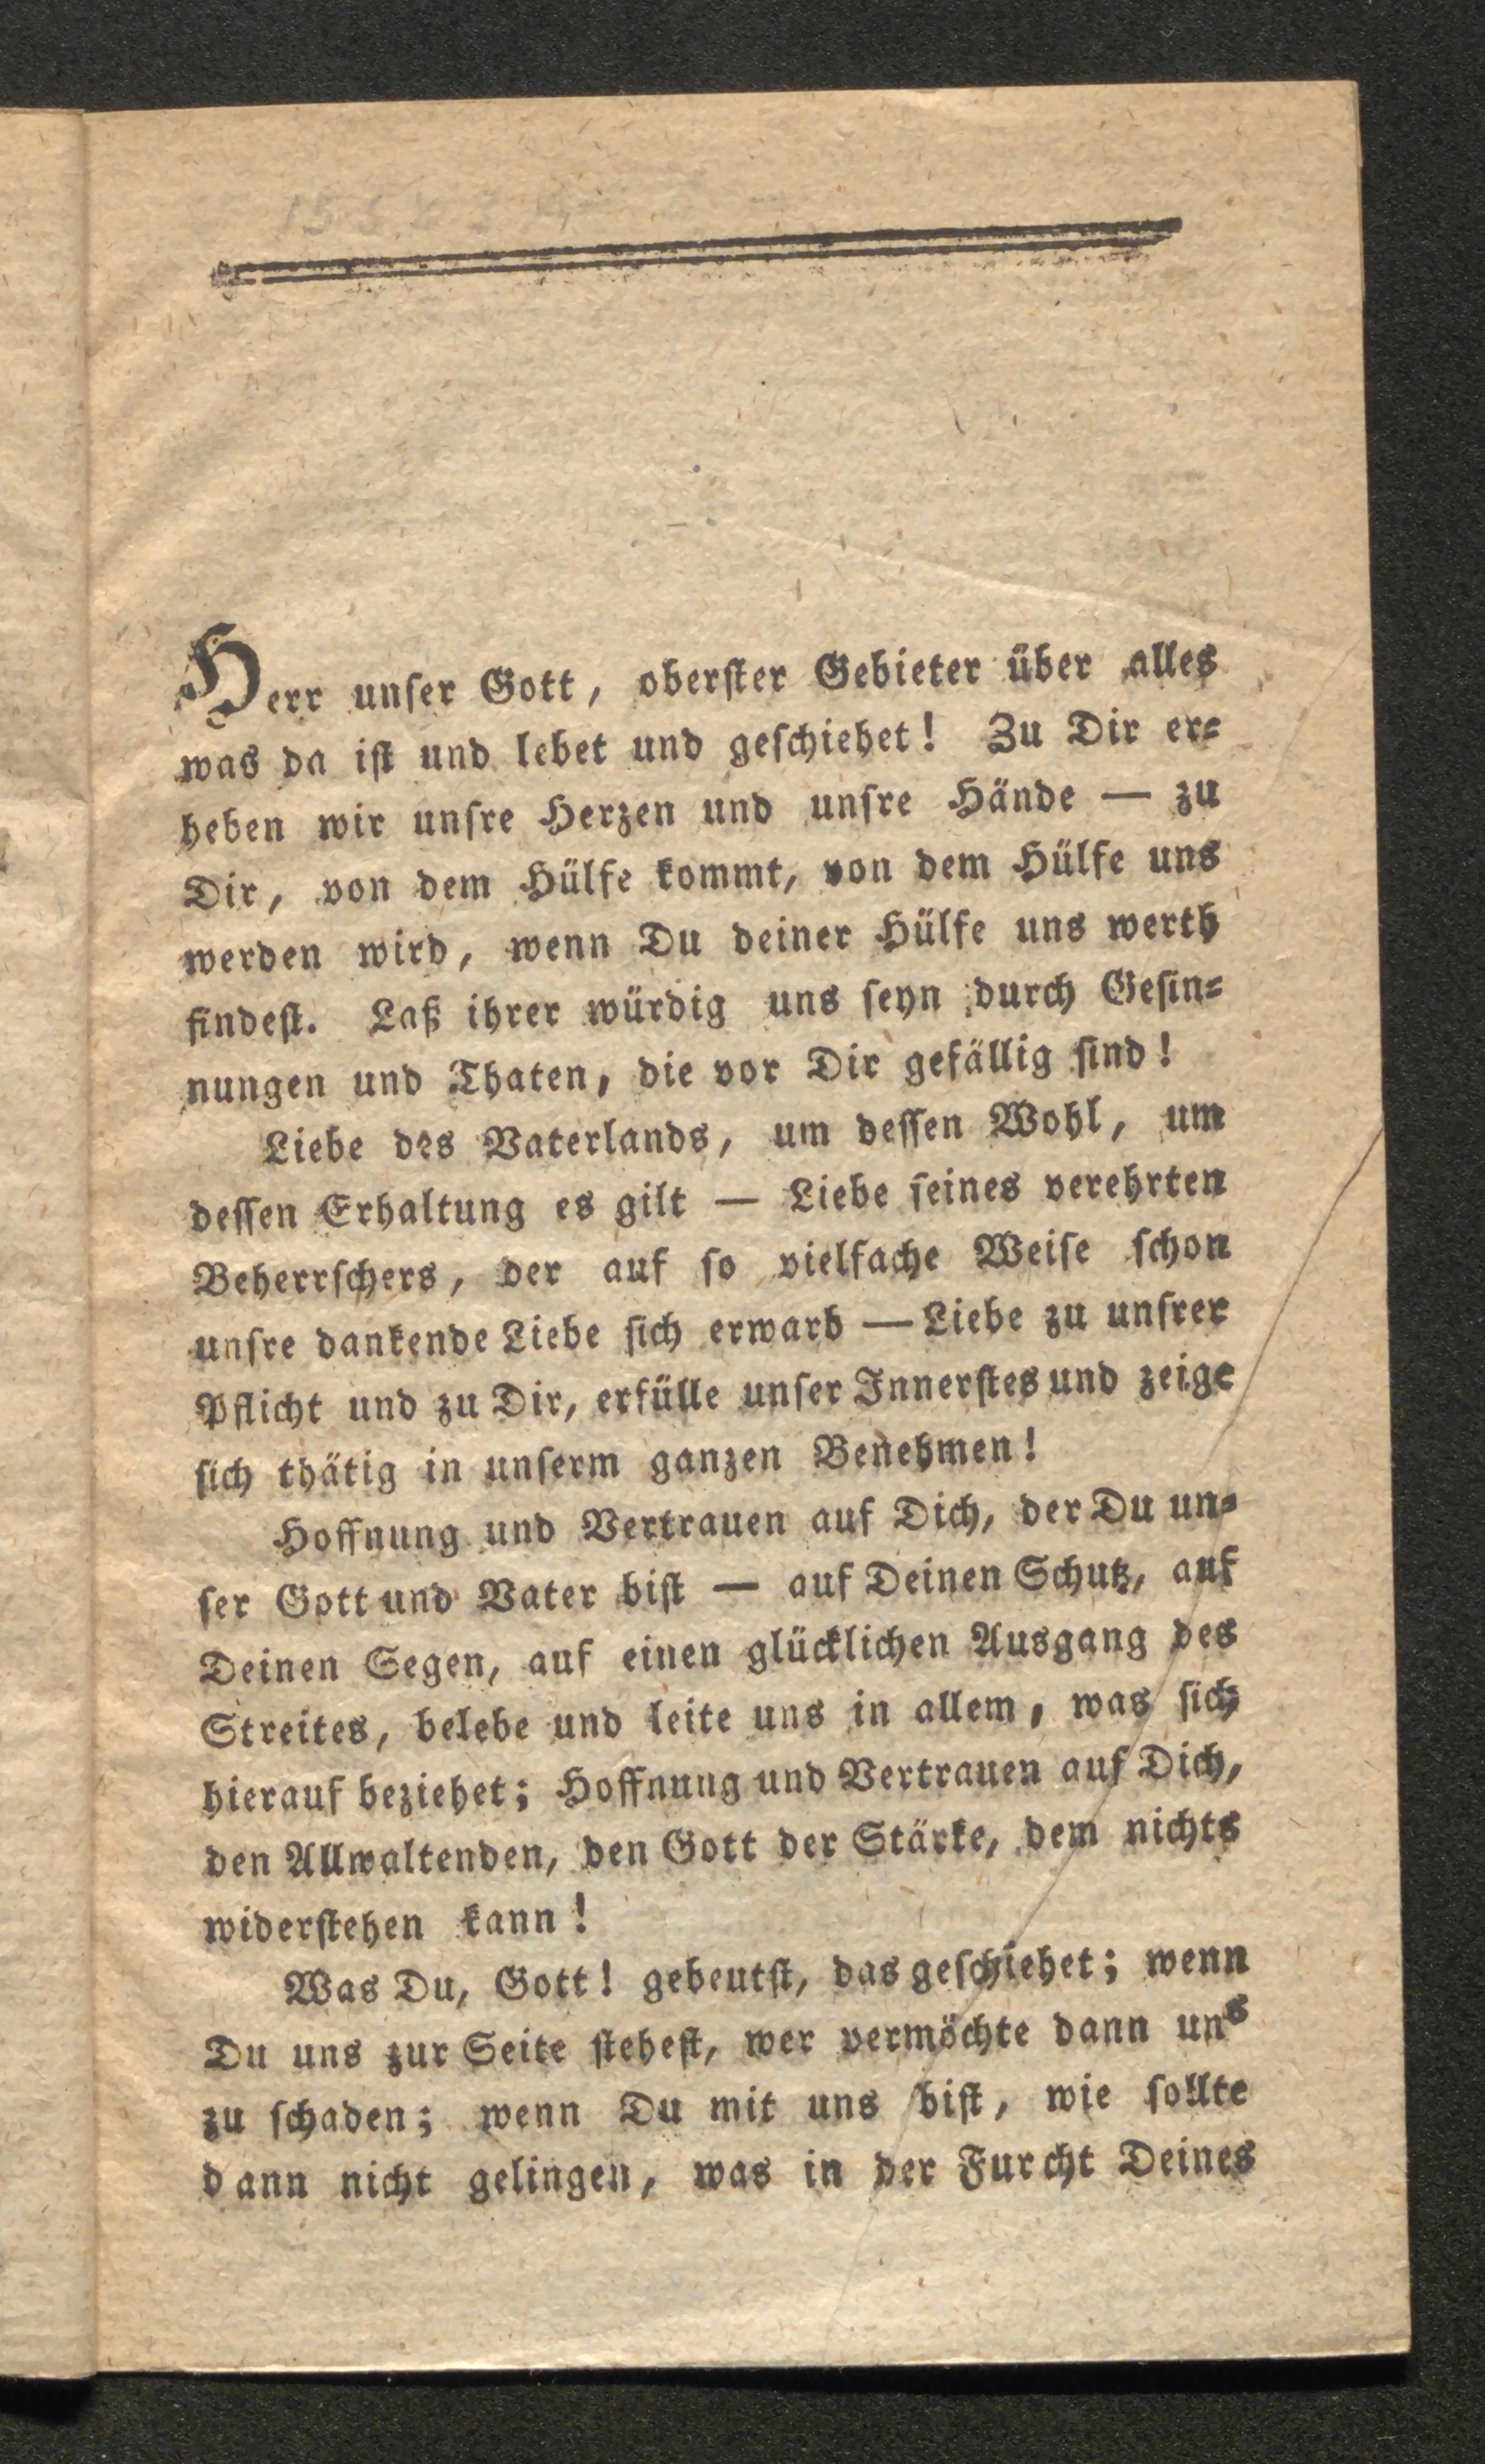 Herr unser Gott, oberster Gebieter über alles
was da ist und lebet und geschiehet! Zu Dir er-
heben wir unsre Herzen und unsre Hände — zu
Dir, von dem Hülfe kommt, von dem Hülfe uns
werden wird, wenn Du deiner Hülfe uns werth
findest. Laß ihrer würdig uns seyn durch Gesin-
nungen und Thaten, die vor Dir gefällig sind!
Liebe des Vaterlands, um dessen Wohl, um
dessen Erhaltung es gilt — Liebe seines verehrten
Beherrschers, der auf so vielfache Weise schon
unsre dankende Liebe sich erwarb — Liebe zu unsrer
Pflicht und zu Dir, erfülle unser Innerstes und zeige
sich thätig in unserm ganzen Benehmen!
Hoffnung und Vertrauen auf Dich, der Du un-
ser Gott und Vater bist — auf Deinen Schutz, auf
Deinen Segen, auf einen glücklichen Ausgang des
Streites, belebe und leite uns in allem, was sich
hierauf beziehet; Hoffnung und Vertrauen auf Dich,
den Allwaltenden, den Gott der Stärke, dem nichts
widerstehen kann!
Was Du, Gott! gebeutst, das geschiehet; wenn
Du uns zur Seite stehest, wer vermöchte dann uns
zu schaden; wenn Du mit uns bist, wie sollte
dann nicht gelingen, was in der Furcht Deines